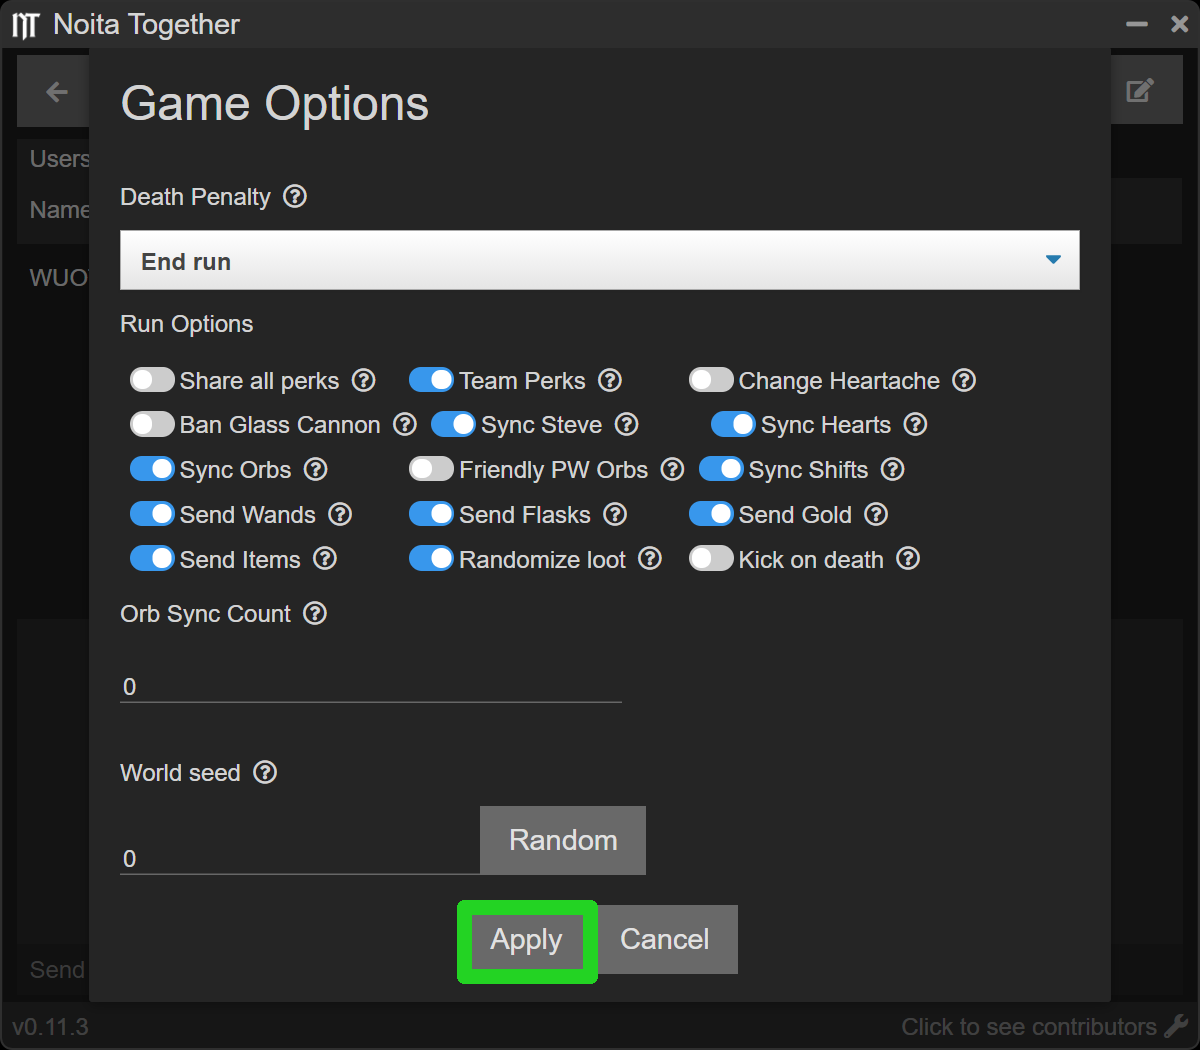 Noita Together
Game Options
Users
Name
WUO
Death Penalty
End run
Run Options
Share all perks Team Perks Change Heartache
Ban Glass Cannon Sync Steve Sync Hearts
Sync Orbs Friendly PW Orbs Sync Shifts
Send Wands Send Flasks Send Gold
Send Items Randomize loot Kick on death
Orb Sync Count
0
World seed
0 Random
Apply Cancel
Send
v0.11.3 Click to see contributors